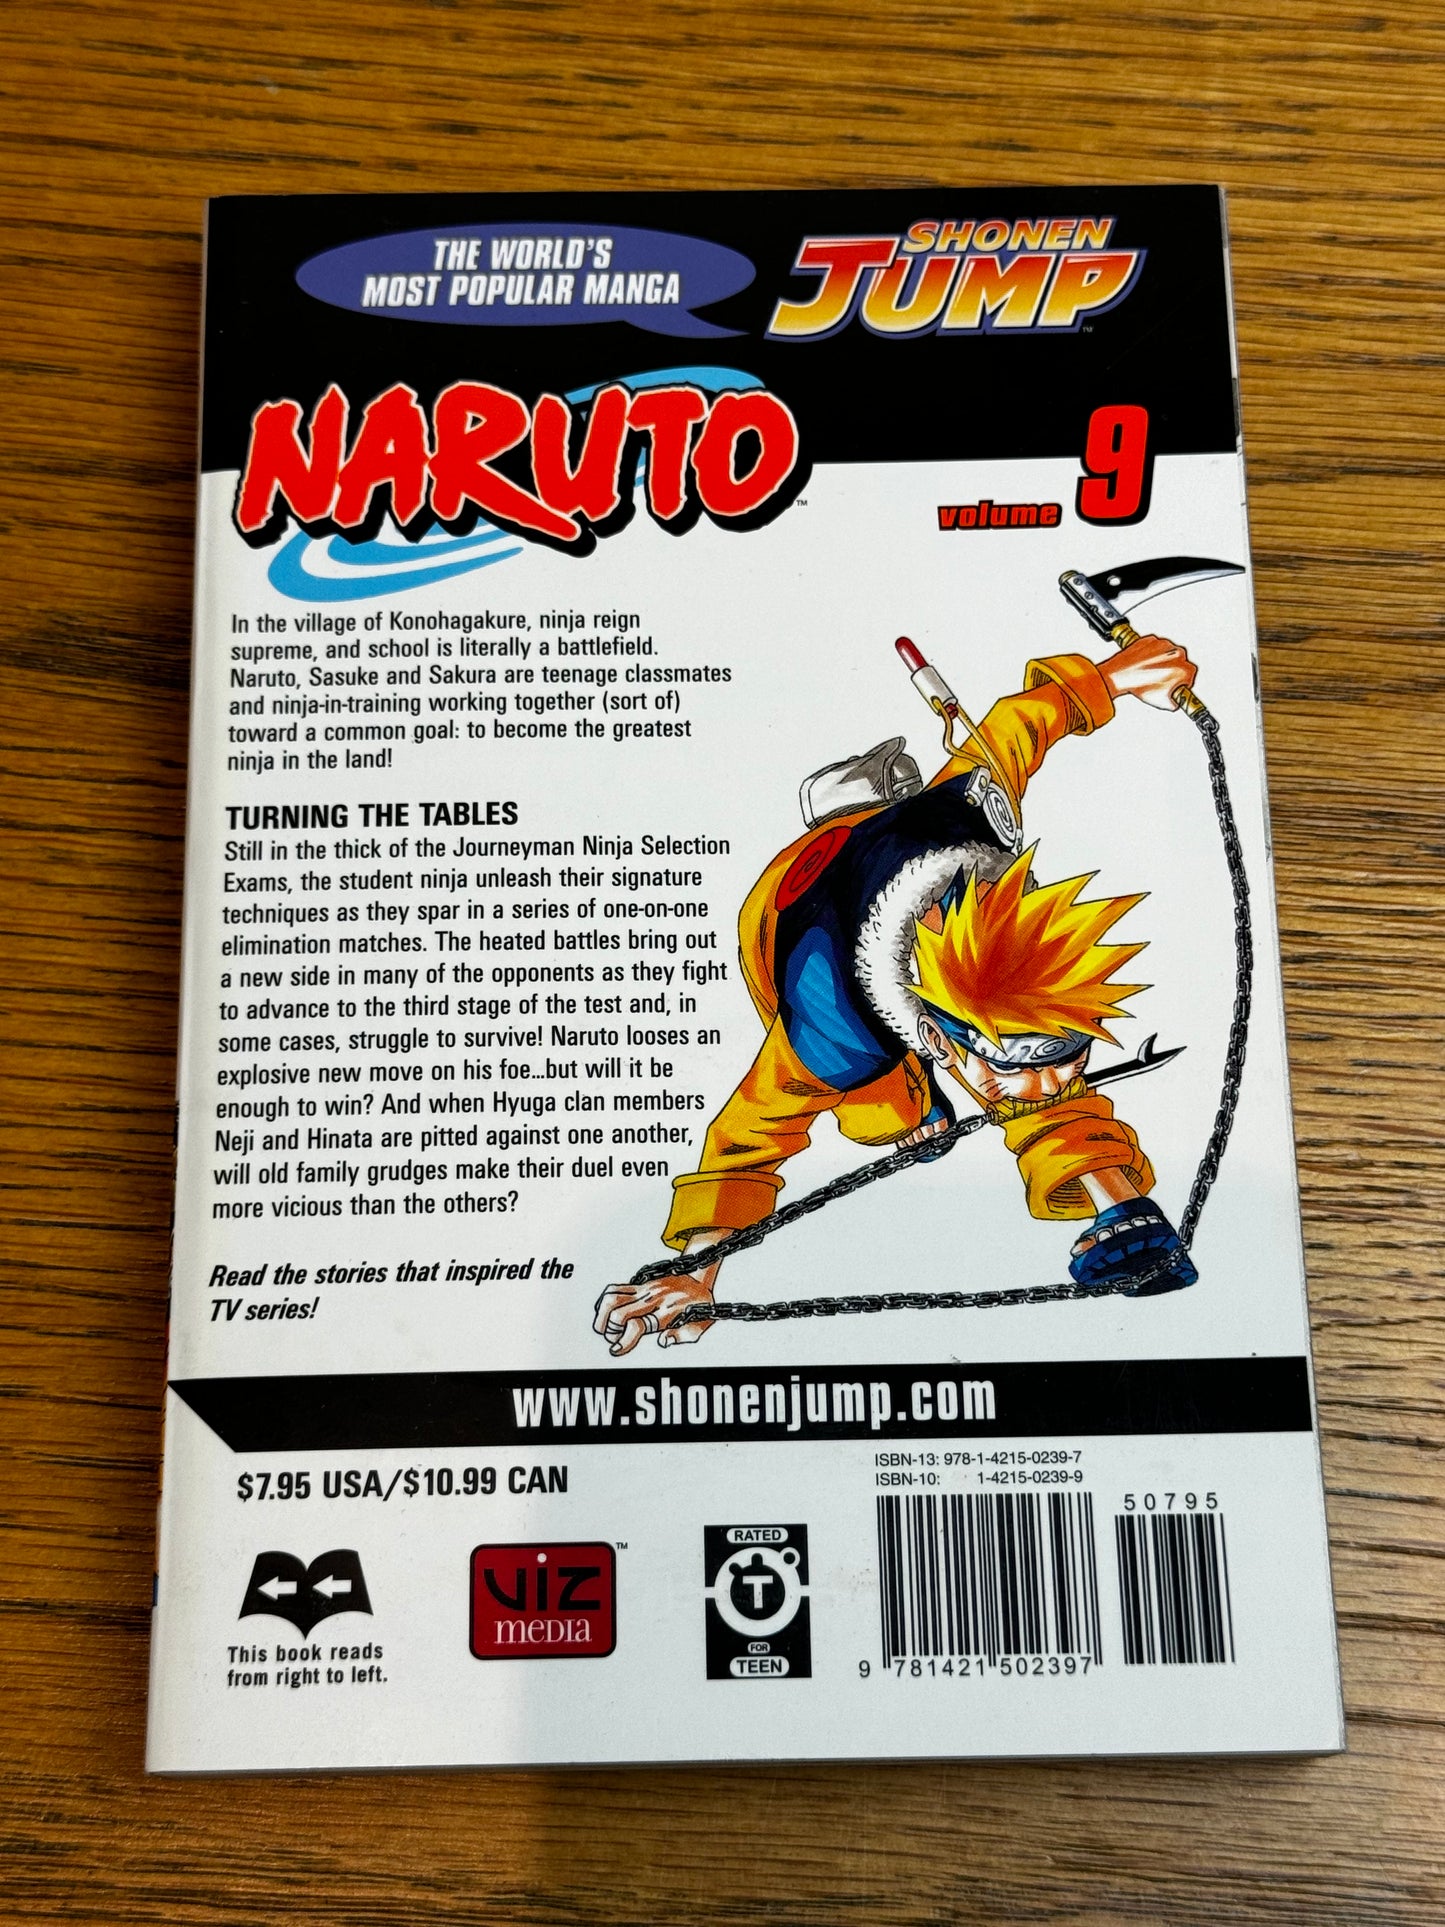 THE WORLD'S
MOST POPULAR MANGA
SHONEN
JUMP
TM
NARUTO
TM
volume 9
In the village of Konohagakure, ninja reign
supreme, and school is literally a battlefield.
Naruto, Sasuke and Sakura are teenage classmates
and ninja-in-training working together (sort of)
toward a common goal: to become the greatest
ninja in the land!
TURNING THE TABLES
Still in the thick of the Journeyman Ninja Selection
Exams, the student ninja unleash their signature
techniques as they spar in a series of one-on-one
elimination matches. The heated battles bring out
a new side in many of the opponents as they fight
to advance to the third stage of the test and, in
some cases, struggle to survive! Naruto looses an
explosive new move on his foe...but will it be
enough to win? And when Hyuga clan members
Neji and Hinata are pitted against one another,
will old family grudges make their duel even
more vicious than the others?
Read the stories that inspired the
TV series!
www.shonenjump.com
$7.95 USA/$10.99 CAN
ISBN-13: 978-1-4215-0239-7
ISBN-10: 1-4215-0239-9
50795
9 781421 502397
This book reads
from right to left.
VIZ
MEDIA
TM
RATED
T
FOR
TEEN